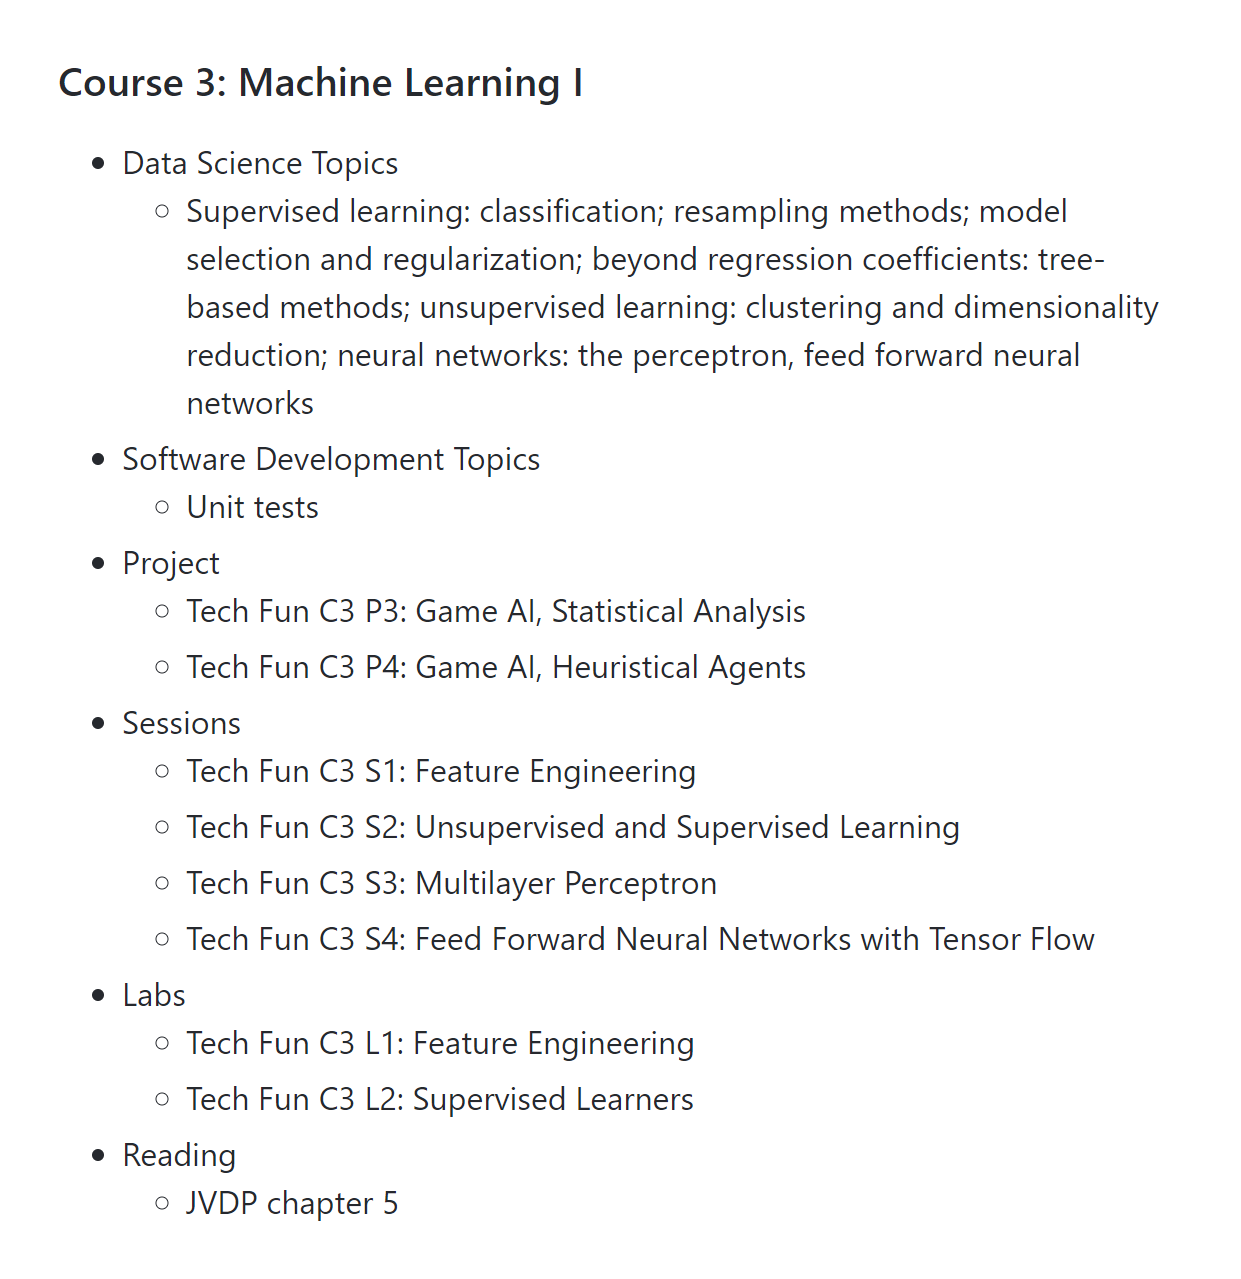 Course 3: Machine Learning I
Data Science Topics
Supervised learning: classification; resampling methods; model
selection and regularization; beyond regression coefficients: tree-
based methods; unsupervised learning: clustering and dimensionality
reduction; neural networks: the perceptron, feed forward neural
networks
Software Development Topics
Unit tests
Project
Tech Fun C3 P3: Game AI, Statistical Analysis
Tech Fun C3 P4: Game AI, Heuristical Agents
Sessions
Tech Fun C3 S1: Feature Engineering
Tech Fun C3 S2: Unsupervised and Supervised Learning
Tech Fun C3 S3: Multilayer Perceptron
Tech Fun C3 S4: Feed Forward Neural Networks with Tensor Flow
Labs
Tech Fun C3 L1: Feature Engineering
Tech Fun C3 L2: Supervised Learners
Reading
JVDP chapter 5